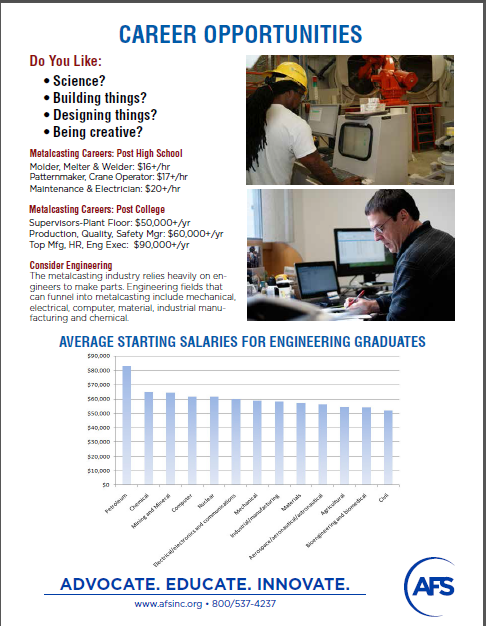 CAREER OPPORTUNITIES
Do You Like:
• Science?
• Building things?
• Designing things?
• Being creative?
Metalcasting Careers: Post High School
Molder, Melter & Welder: $16+/hr
Patternmaker, Crane Operator: $17+/hr
Maintenance & Electrician: $20+/hr
Metalcasting Careers: Post College
Supervisors-Plant Floor: $50,000+/yr
Production, Quality, Safety Mgr: $60,000+/yr
Top Mfg, HR, Eng Exec: $90,000+/yr
Consider Engineering
The metalcasting industry relies heavily on en-
gineers to make parts. Engineering fields that
can funnel into metalcasting include mechanical,
electrical, computer, material, industrial manu-
facturing and chemical.
AVERAGE STARTING SALARIES FOR ENGINEERING GRADUATES
$90,000
$80,000
$70,000
$60,000
$50,000
$40,000
$30,000
$20,000
$10,000
$0
Petroleum
Chemical
Mining and Mineral
Computer
Nuclear
Electrical/electronics and communications
Mechanical
Industrial/manufacturing
Materials
Aerospace/aeronautical/astronautical
Agricultural
Bioengineering and biomedical
Civil
ADVOCATE. EDUCATE. INNOVATE.
www.afsinc.org • 800/537-4237
AFS